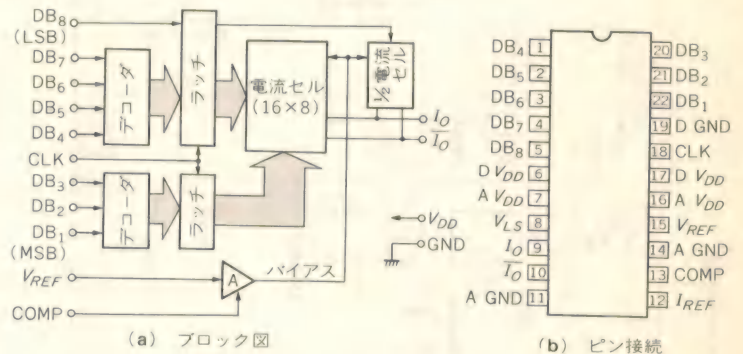 DB8
(LSB)
DB7
DB6
DB5
DB4
CLK
DB3
DB2
DB1
(MSB)
VREF
COMP
デコーダ
デコーダ
ラッチ
ラッチ
電流セル
(16×8)
1/2電流
セル
IO
IO
VDD
GND
A
バイアス
(a) ブロック図
DB4 1
DB5 2
DB6 3
DB7 4
DB8 5
D VDD 6
A VDD 7
VLS 8
IO 9
IO 10
A GND 11
20 DB3
21 DB2
22 DB1
19 D GND
18 CLK
17 D VDD
16 A VDD
15 VREF
14 A GND
13 COMP
12 IREF
(b) ピン接続